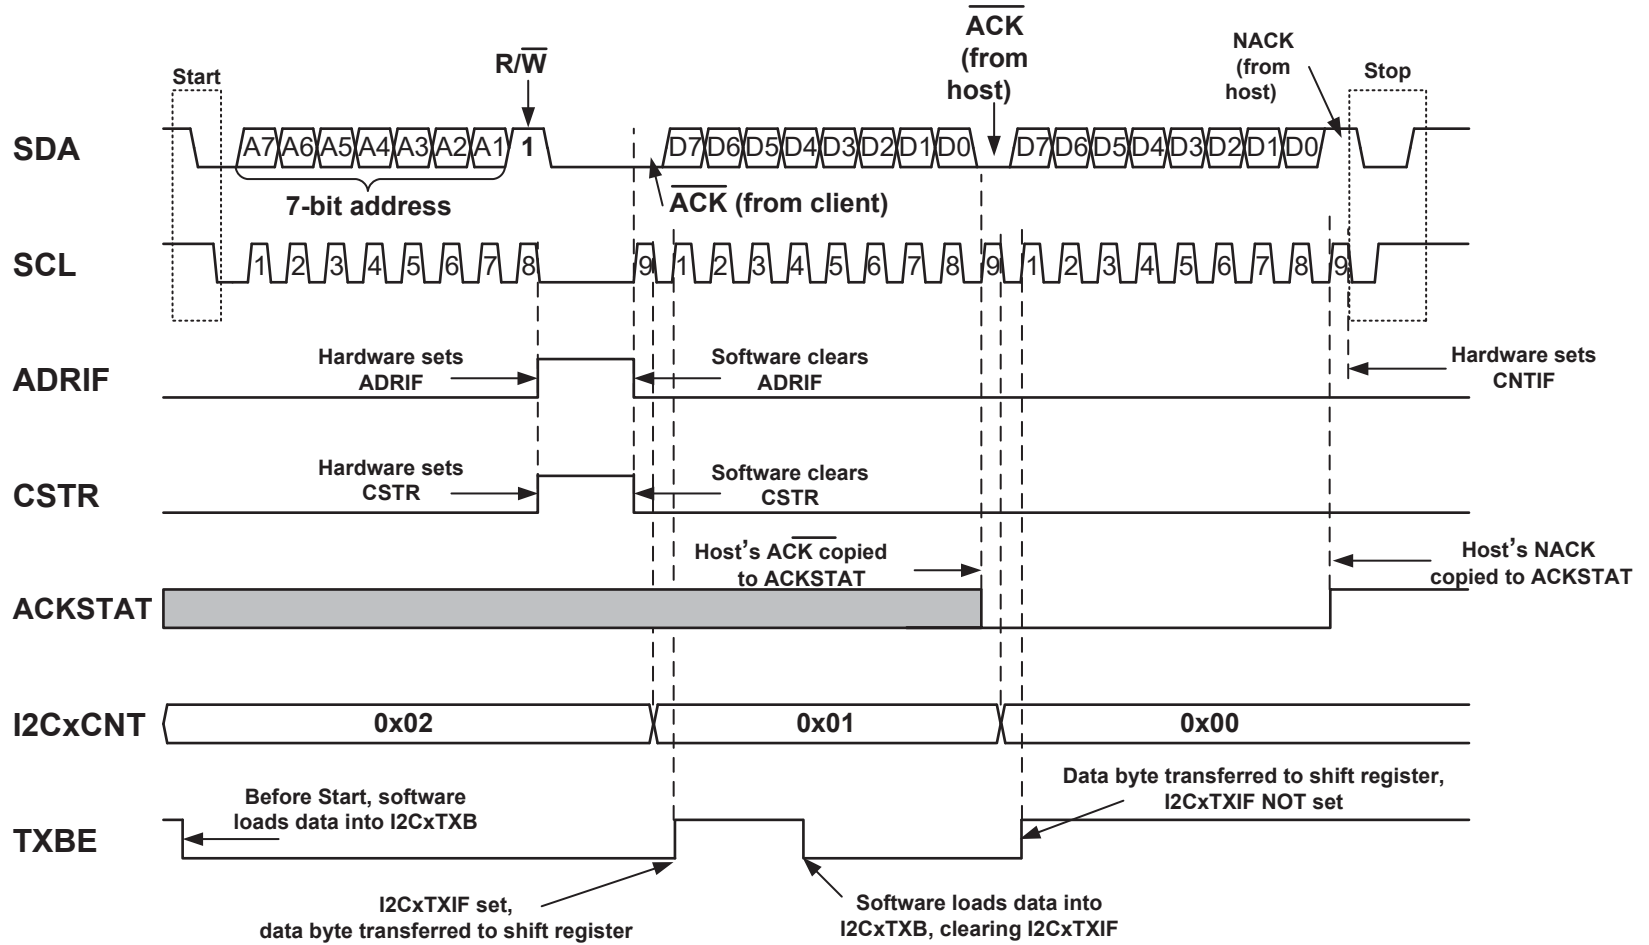 ACK
(from
host)
R/W
NACK
(from
host)
Start
Stop
SDA
A7 A6 A5 A4 A3 A2 A1 1 D7 D6 D5 D4 D3 D2 D1 D0 D7 D6 D5 D4 D3 D2 D1 D0
7-bit address
ACK (from client)
SCL
1 2 3 4 5 6 7 8 9 1 2 3 4 5 6 7 8 9 1 2 3 4 5 6 7 8 9
ADRIF
Hardware sets
ADRIF
Software clears
ADRIF
Hardware sets
CNTIF
CSTR
Hardware sets
CSTR
Software clears
CSTR
Host's ACK copied
to ACKSTAT
Host's NACK
copied to ACKSTAT
ACKSTAT
I2CxCNT
0x02
0x01
0x00
Before Start, software
loads data into I2CxTXB
Data byte transferred to shift register,
I2CxTXIF NOT set
TXBE
I2CxTXIF set,
data byte transferred to shift register
Software loads data into
I2CxTXB, clearing I2CxTXIF